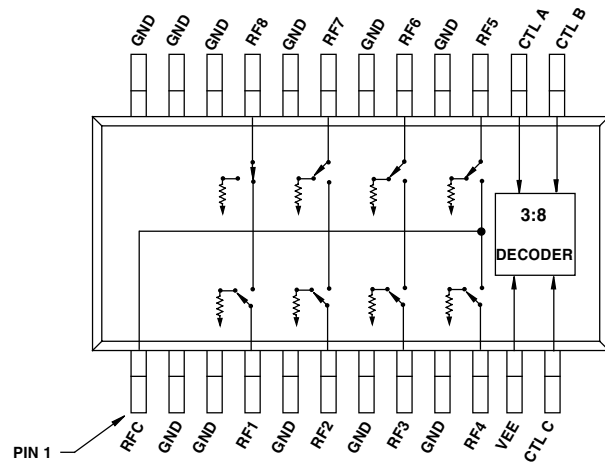 GND
GND
GND
RF8
GND
RF7
GND
RF6
GND
RF5
CTL A
CTL B
3:8
DECODER
RFC
GND
GND
RF1
GND
RF2
GND
RF3
GND
RF4
VEE
CTL C
PIN 1